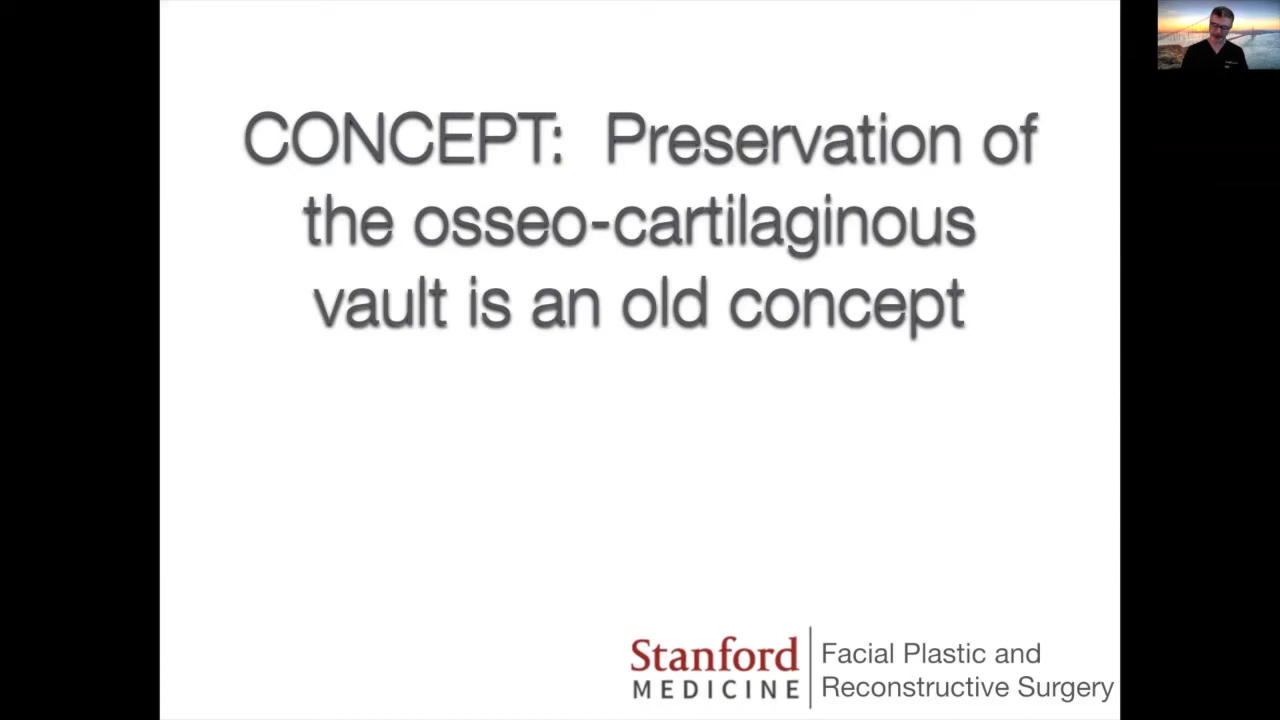 CONCEPT: Preservation of
the osseo-cartilaginous
vault is an old concept
Stanford
MEDICINE
Facial Plastic and
Reconstructive Surgery